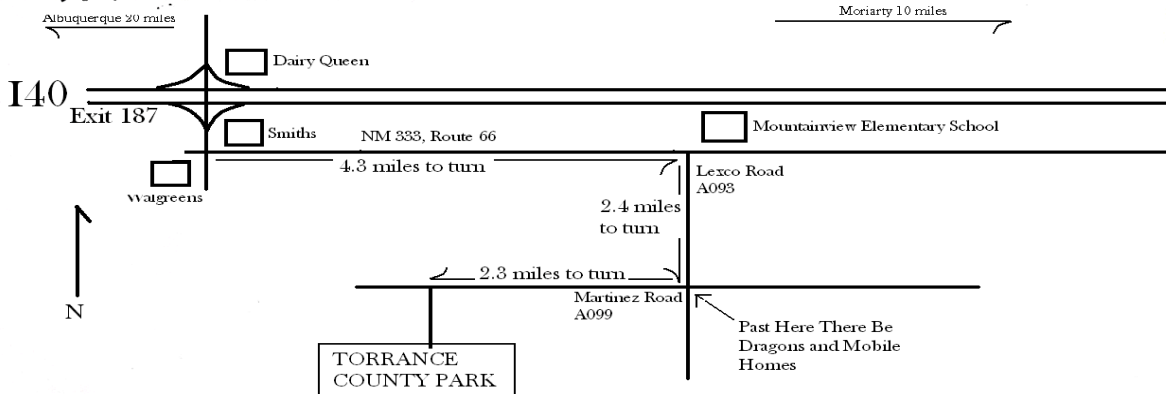 Albuquerque 20 miles
Moriarty 10 miles
Dairy Queen
I40
Exit 187
Smiths
NM 333, Route 66
Mountainview Elementary School
4.3 miles to turn
Walgreens
Lexco Road
A093
2.4 miles
to turn
N
2.3 miles to turn
Martinez Road
A099
Past Here There Be
Dragons and Mobile
Homes
TORRANCE
COUNTY PARK